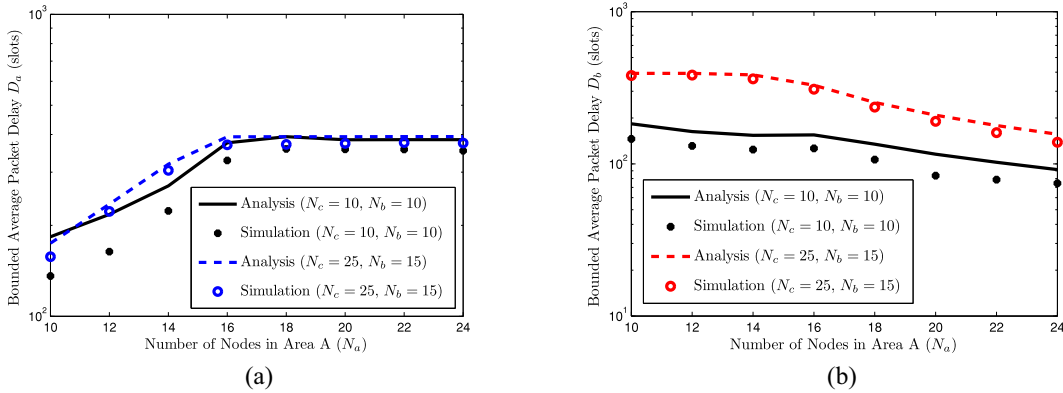 10^3
Bounded Average Packet Delay D_a (slots)
Analysis (N_c = 10, N_b = 10)
Simulation (N_c = 10, N_b = 10)
Analysis (N_c = 25, N_b = 15)
Simulation (N_c = 25, N_b = 15)
10^2
10 12 14 16 18 20 22 24
Number of Nodes in Area A (N_a)
(a)
10^3
Bounded Average Packet Delay D_b (slots)
10^2
Analysis (N_c = 10, N_b = 10)
Simulation (N_c = 10, N_b = 10)
Analysis (N_c = 25, N_b = 15)
Simulation (N_c = 25, N_b = 15)
10^1
10 12 14 16 18 20 22 24
Number of Nodes in Area A (N_a)
(b)